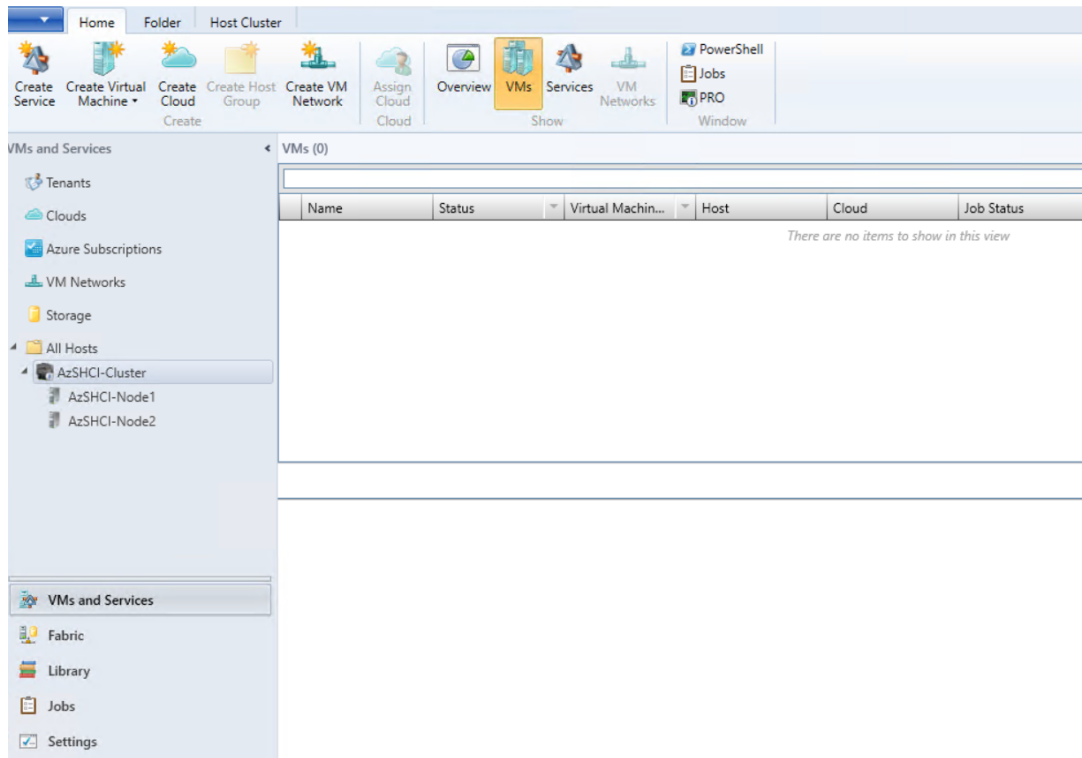 Home Folder Host Cluster
Create Service
Create Virtual Machine
Create Cloud
Create Host Group
Create VM Network
Create
Assign Cloud
Cloud
Overview
VMs
Services
VM Networks
Show
PowerShell
Jobs
PRO
Window
VMs and Services
Tenants
Clouds
Azure Subscriptions
VM Networks
Storage
All Hosts
AzSHCI-Cluster
AzSHCI-Node1
AzSHCI-Node2
VMs and Services
Fabric
Library
Jobs
Settings
VMs (0)
Name Status Virtual Machin... Host Cloud Job Status
There are no items to show in this view